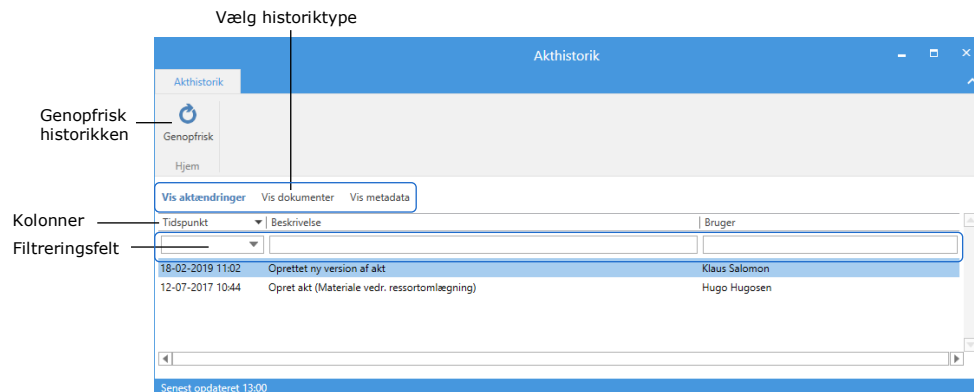 Vælg historiktype
Akthistorik
Akthistorik
Genopfrisk
historikken
Genopfrisk
Hjem
Vis aktændringer Vis dokumenter Vis metadata
Kolonner
Tidspunkt Beskrivelse Bruger
Filtreringsfelt
18-02-2019 11:02 Oprettet ny version af akt Klaus Salomon
12-07-2017 10:44 Opret akt (Materiale vedr. ressortomlægning) Hugo Hugosen
Senest opdateret 13:00